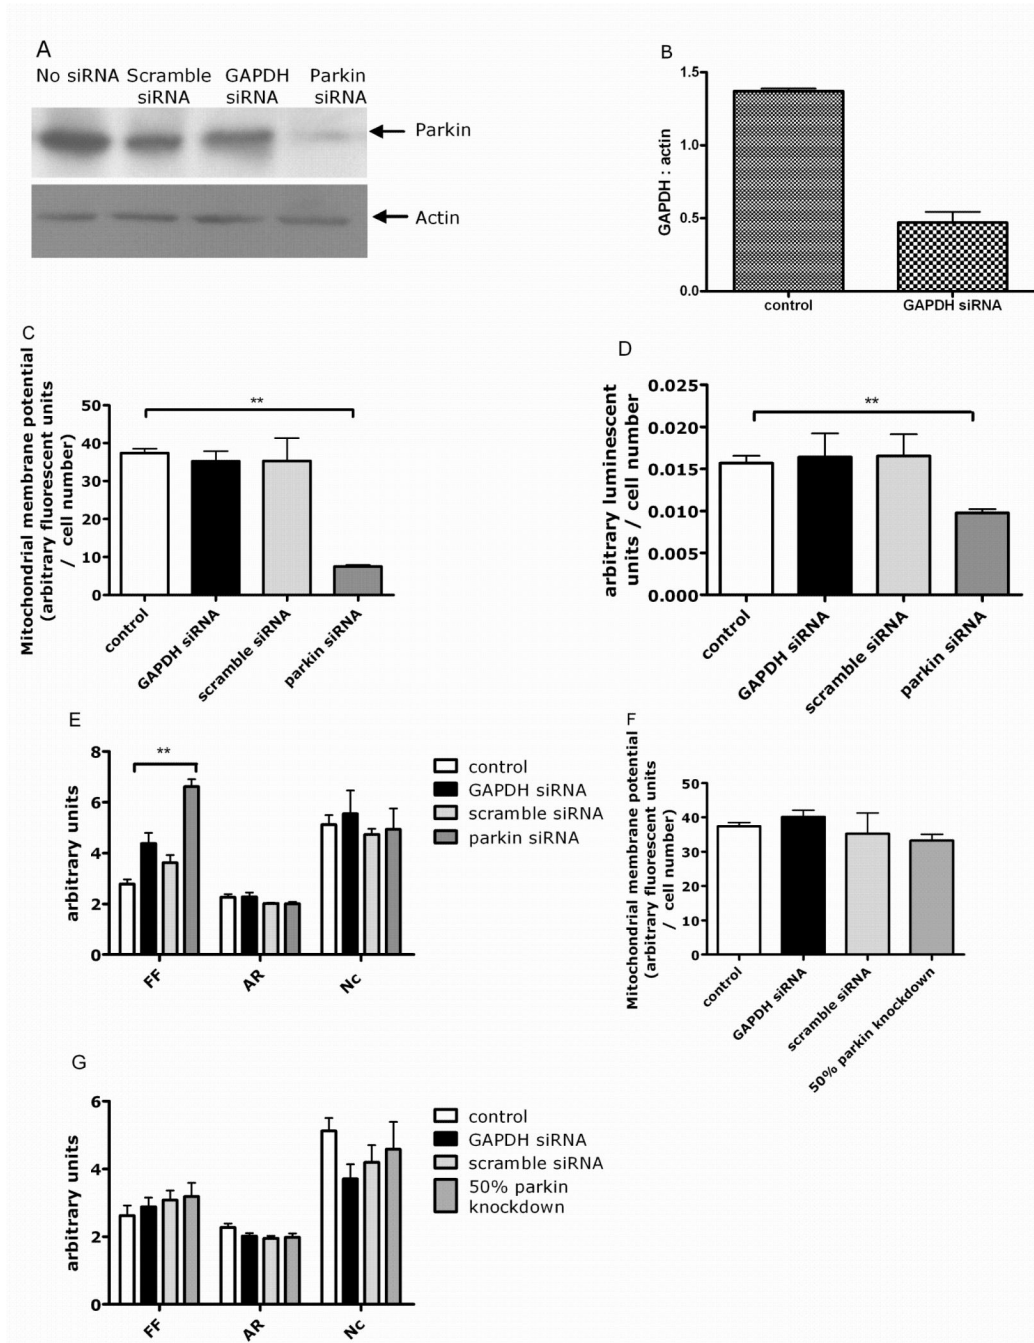 A
No siRNA Scramble siRNA GAPDH siRNA Parkin siRNA
Parkin
Actin
B
GAPDH : actin
1.5
1.0
0.5
0.0
control GAPDH siRNA
C
Mitochondrial membrane potential
(arbitrary fluorescent units
/ cell number)
50
40
30
20
10
0
**
control GAPDH siRNA scramble siRNA parkin siRNA
D
arbitrary luminescent
units / cell number
0.025
0.020
0.015
0.010
0.005
0.000
**
control GAPDH siRNA scramble siRNA parkin siRNA
E
arbitrary units
8
6
4
2
0
**
FF AR Nc
control
GAPDH siRNA
scramble siRNA
parkin siRNA
F
Mitochondrial membrane potential
(arbitrary fluorescent units
/ cell number)
50
40
30
20
10
0
control GAPDH siRNA scramble siRNA 50% parkin knockdown
G
arbitrary units
6
4
2
0
FF AR Nc
control
GAPDH siRNA
scramble siRNA
50% parkin
knockdown